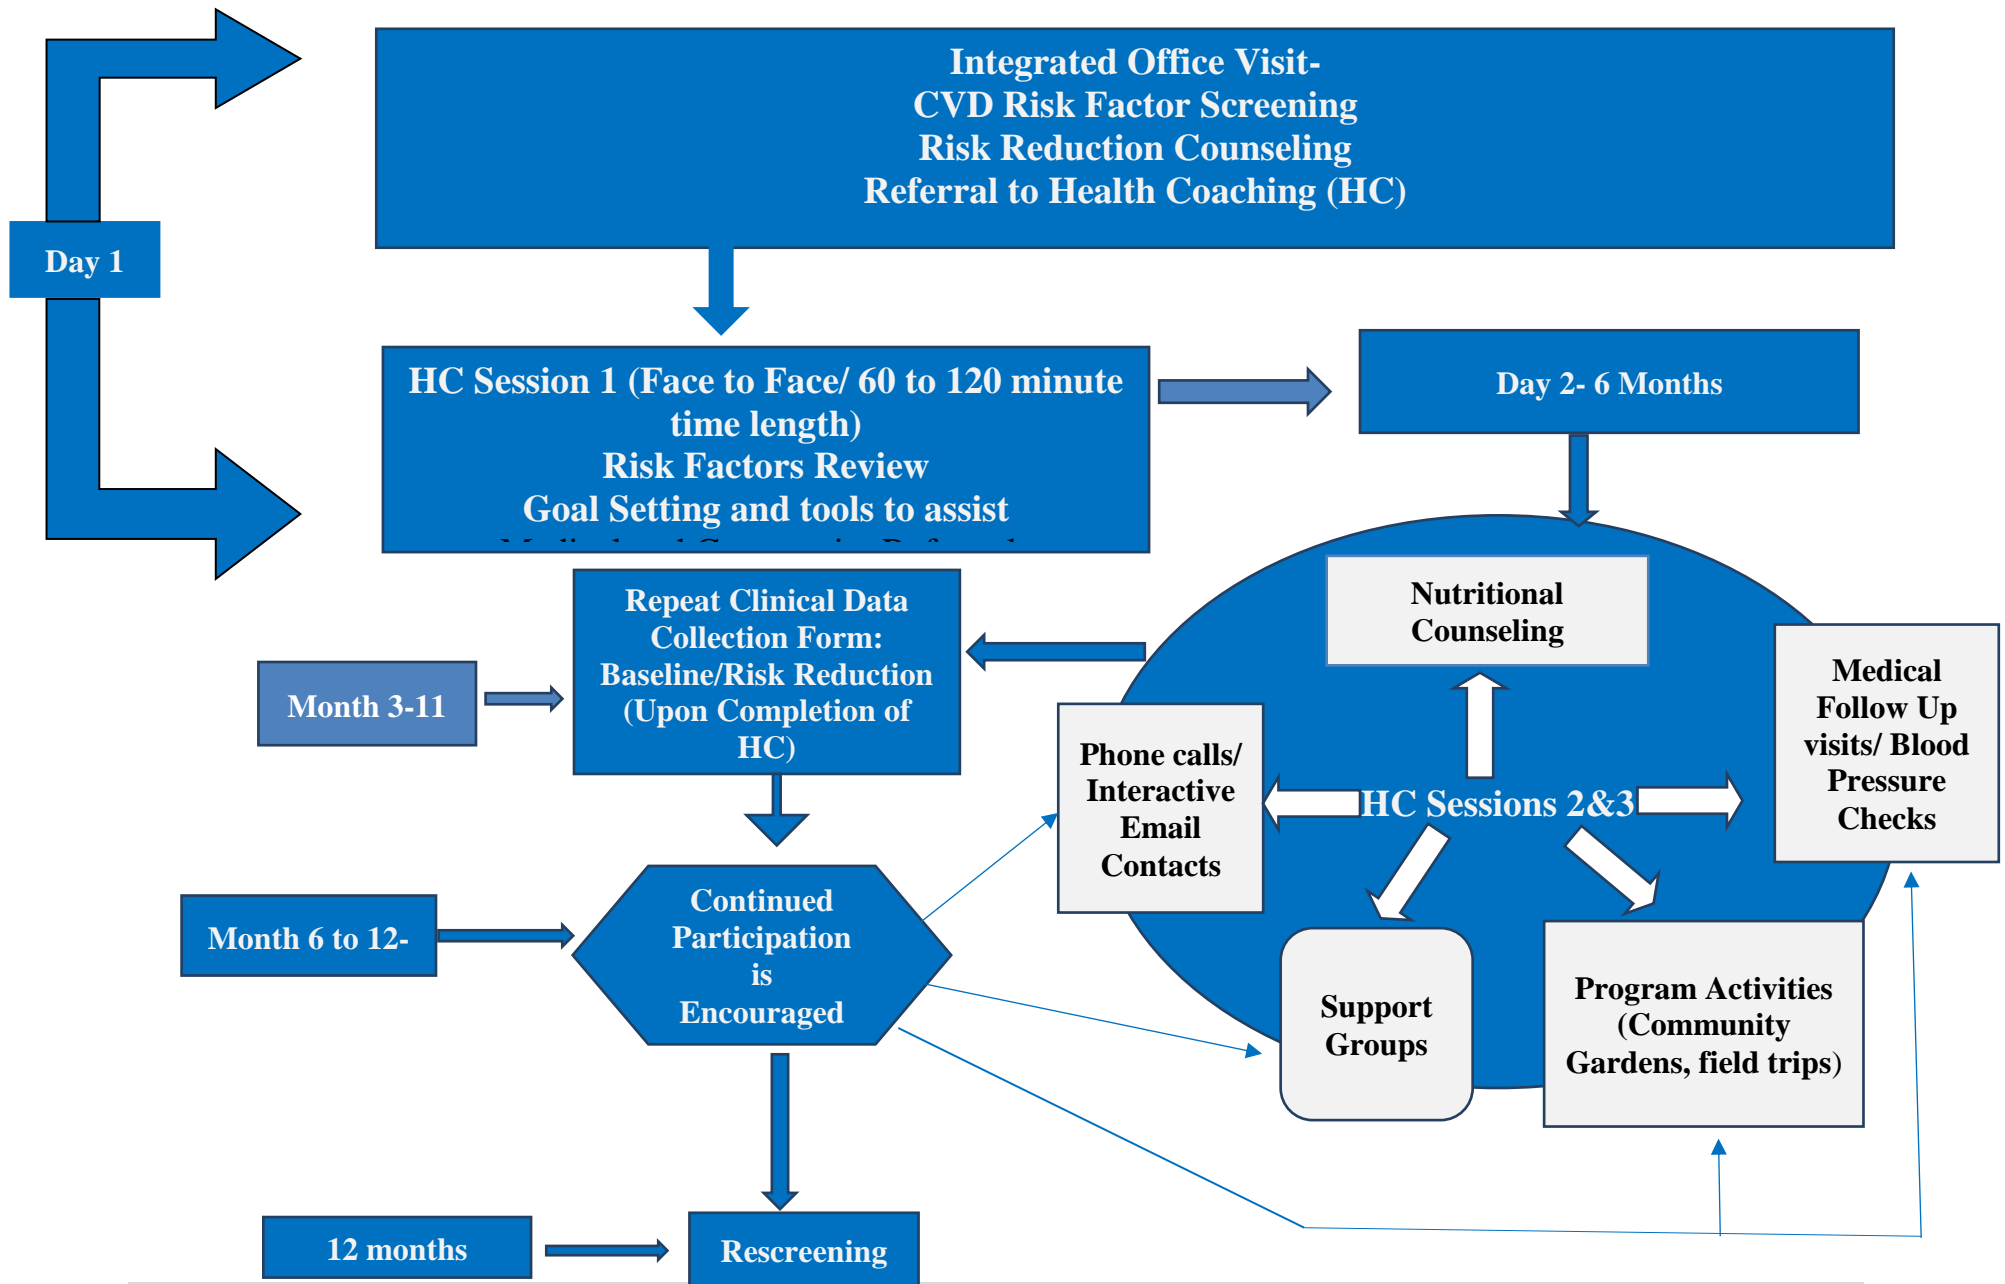 Integrated Office Visit-
CVD Risk Factor Screening
Risk Reduction Counseling
Referral to Health Coaching (HC)
Day 1
HC Session 1 (Face to Face/ 60 to 120 minute
time length)
Risk Factors Review
Goal Setting and tools to assist
Day 2- 6 Months
Nutritional
Counseling
Medical
Follow Up
visits/ Blood
Pressure
Checks
Repeat Clinical Data
Collection Form:
Baseline/Risk Reduction
(Upon Completion of
HC)
Month 3-11
Phone calls/
Interactive
Email
Contacts
HC Sessions 2&3
Continued
Participation
is
Encouraged
Month 6 to 12-
Support
Groups
Program Activities
(Community
Gardens, field trips)
12 months
Rescreening